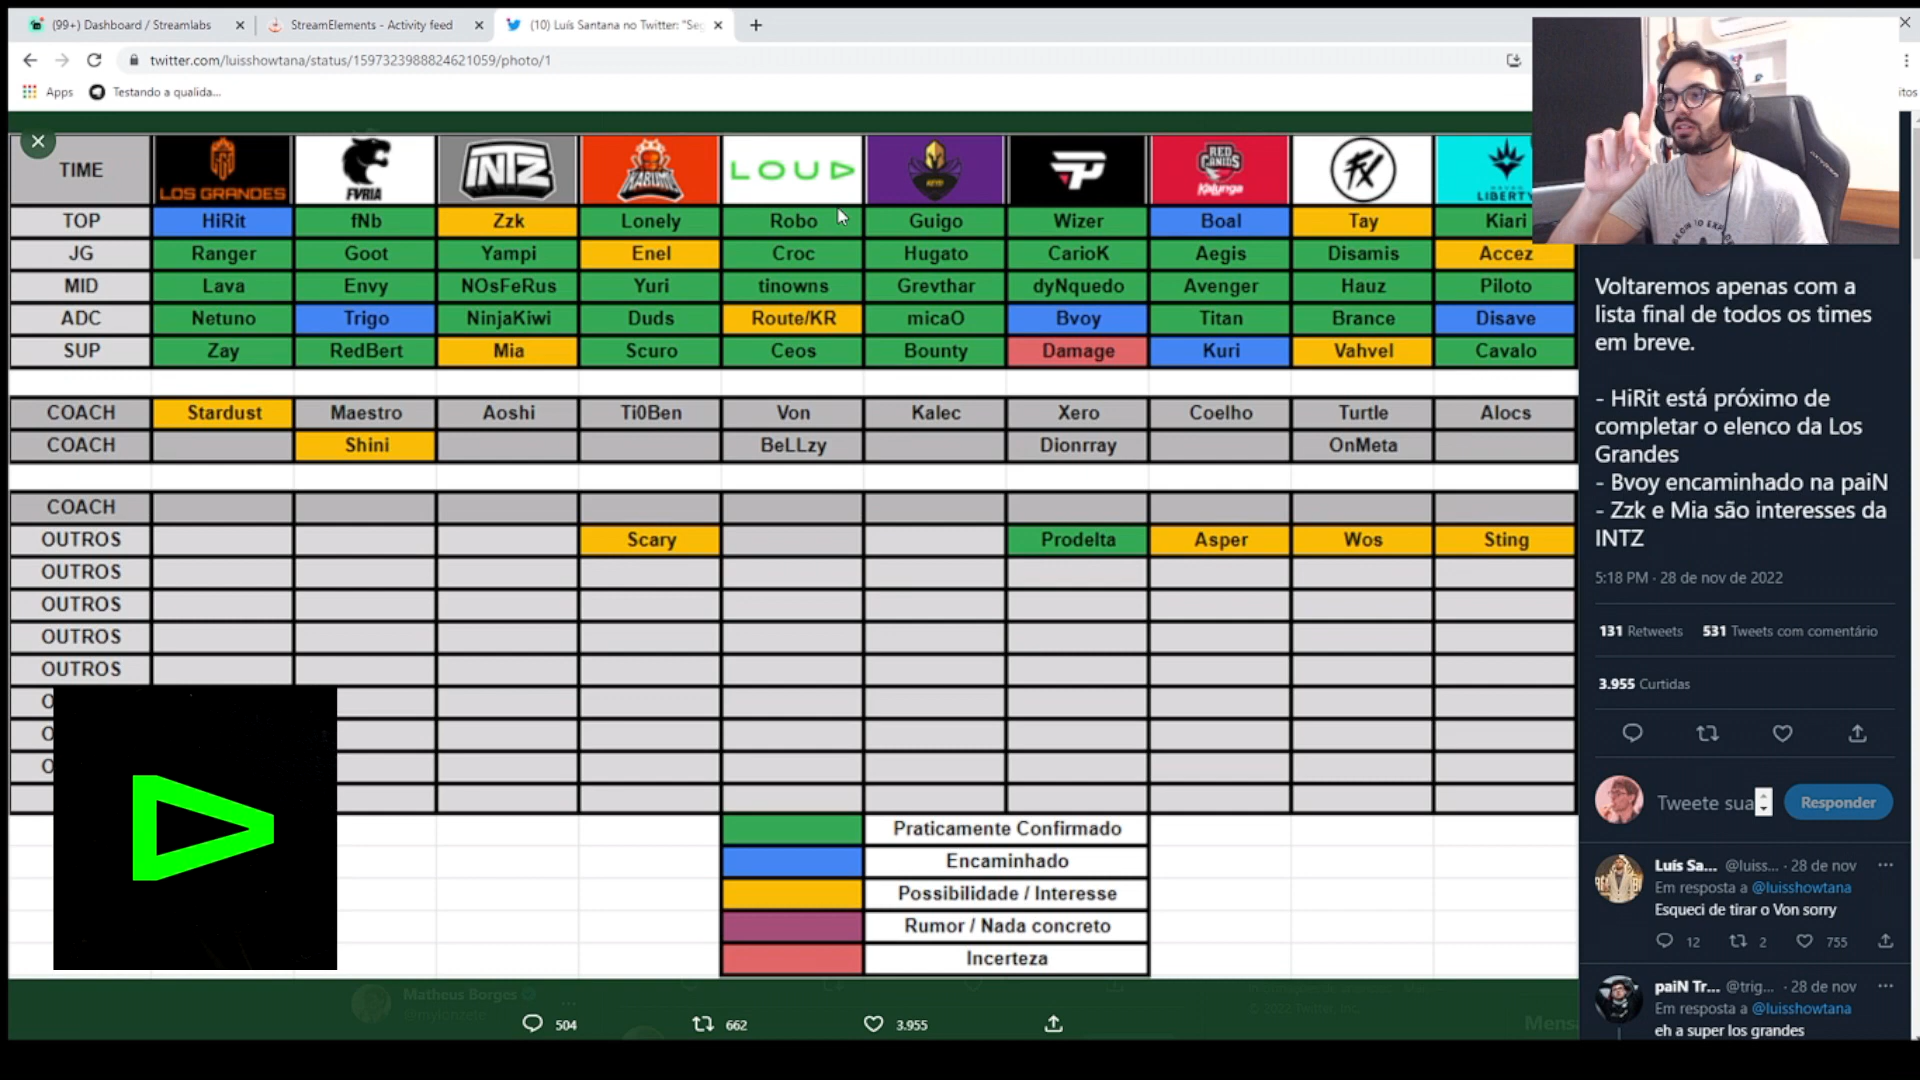 (99+) Dashboard / Streamlabs
StreamElements - Activity feed
(10) Luís Santana no Twitter: "Seg
twitter.com/luisshowtana/status/1597323988824621059/photo/1
Apps
Testando a qualida...
TIME LOS GRANDES FVRIA INTZ KABUM! LOUD KEYD P RED CANIDS Kalunga FX LIBERTY
TOP HiRit fNb Zzk Lonely Robo Guigo Wizer Boal Tay Kiari
JG Ranger Goot Yampi Enel Croc Hugato CarioK Aegis Disamis Accez
MID Lava Envy NOsFeRus Yuri tinowns Grevthar dyNquedo Avenger Hauz Piloto
ADC Netuno Trigo NinjaKiwi Duds Route/KR micaO Bvoy Titan Brance Disave
SUP Zay RedBert Mia Scuro Ceos Bounty Damage Kuri Vahvel Cavalo
COACH Stardust Maestro Aoshi Ti0Ben Von Kalec Xero Coelho Turtle Alocs
COACH Shini BeLLzy Dionrray OnMeta
COACH
OUTROS Scary Prodelta Asper Wos Sting
OUTROS
OUTROS
OUTROS
OUTROS
O
O
O
Praticamente Confirmado
Encaminhado
Possibilidade / Interesse
Rumor / Nada concreto
Incerteza
Matheus Borges
504 662 3.955
itos
Voltaremos apenas com a
lista final de todos os times
em breve.
- HiRit está próximo de
completar o elenco da Los
Grandes
- Bvoy encaminhado na paiN
- Zzk e Mia são interesses da
INTZ
5:18 PM · 28 de nov de 2022
131 Retweets 531 Tweets com comentário
3.955 Curtidas
Tweete sua
Responder
Luís Sa... @luiss... · 28 de nov
Em resposta a @luisshowtana
Esqueci de tirar o Von sorry
12 2 755
paiN Tr... @trig... · 28 de nov
Em resposta a @luisshowtana
eh a super los grandes
Mensa